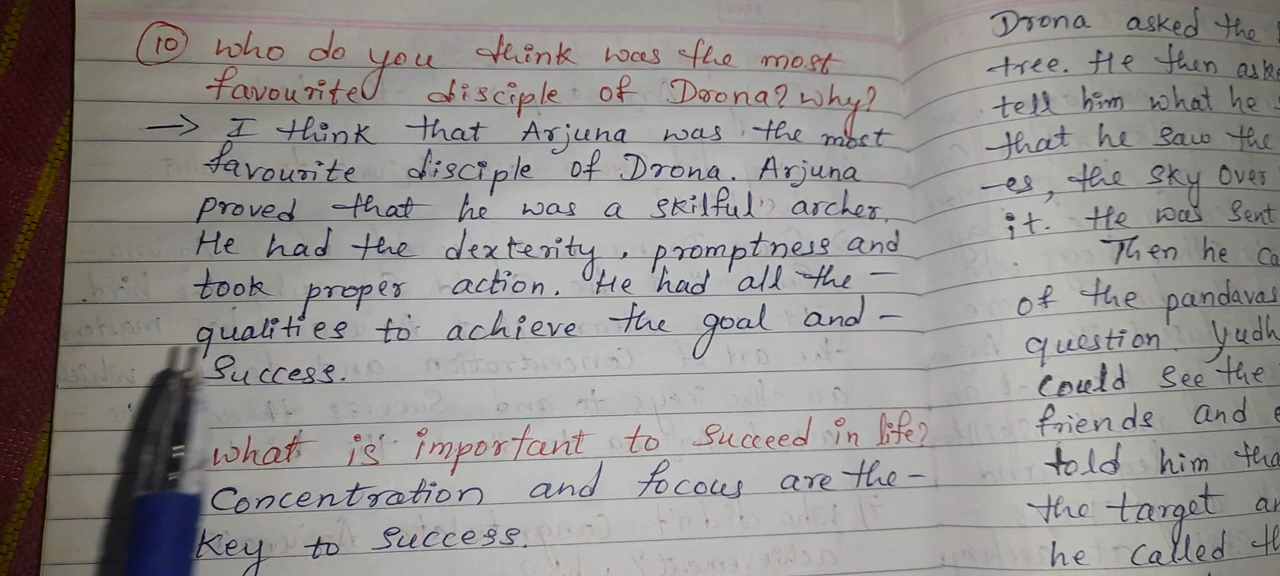 10 who do you think was the most
favourite disciple of Drona? why?
→ I think that Arjuna was the most
favourite disciple of Drona. Arjuna
proved that he was a skilful archer.
He had the dexterity, promptness and
took proper action. He had all the -
qualities to achieve the goal and -
success.
what is important to succeed in life?
Concentration and focous are the -
key to success.
Drona asked the
tree. He then
tell him what he
that he saw the
-es, the sky over
it. He was sent
Then he
of the pandavas
question.
could see the
friends and
told him
the target
he called